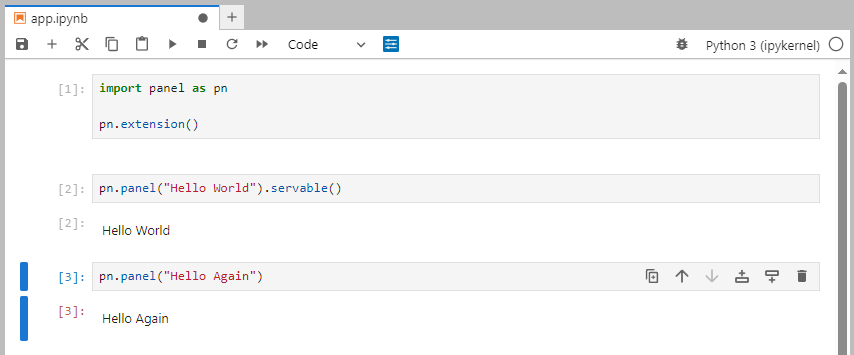 app.ipynb
Code
Python 3 (ipykernel)
[1]: import panel as pn
pn.extension()
[2]: pn.panel("Hello World").servable()
[2]: Hello World
[3]: pn.panel("Hello Again")
[3]: Hello Again